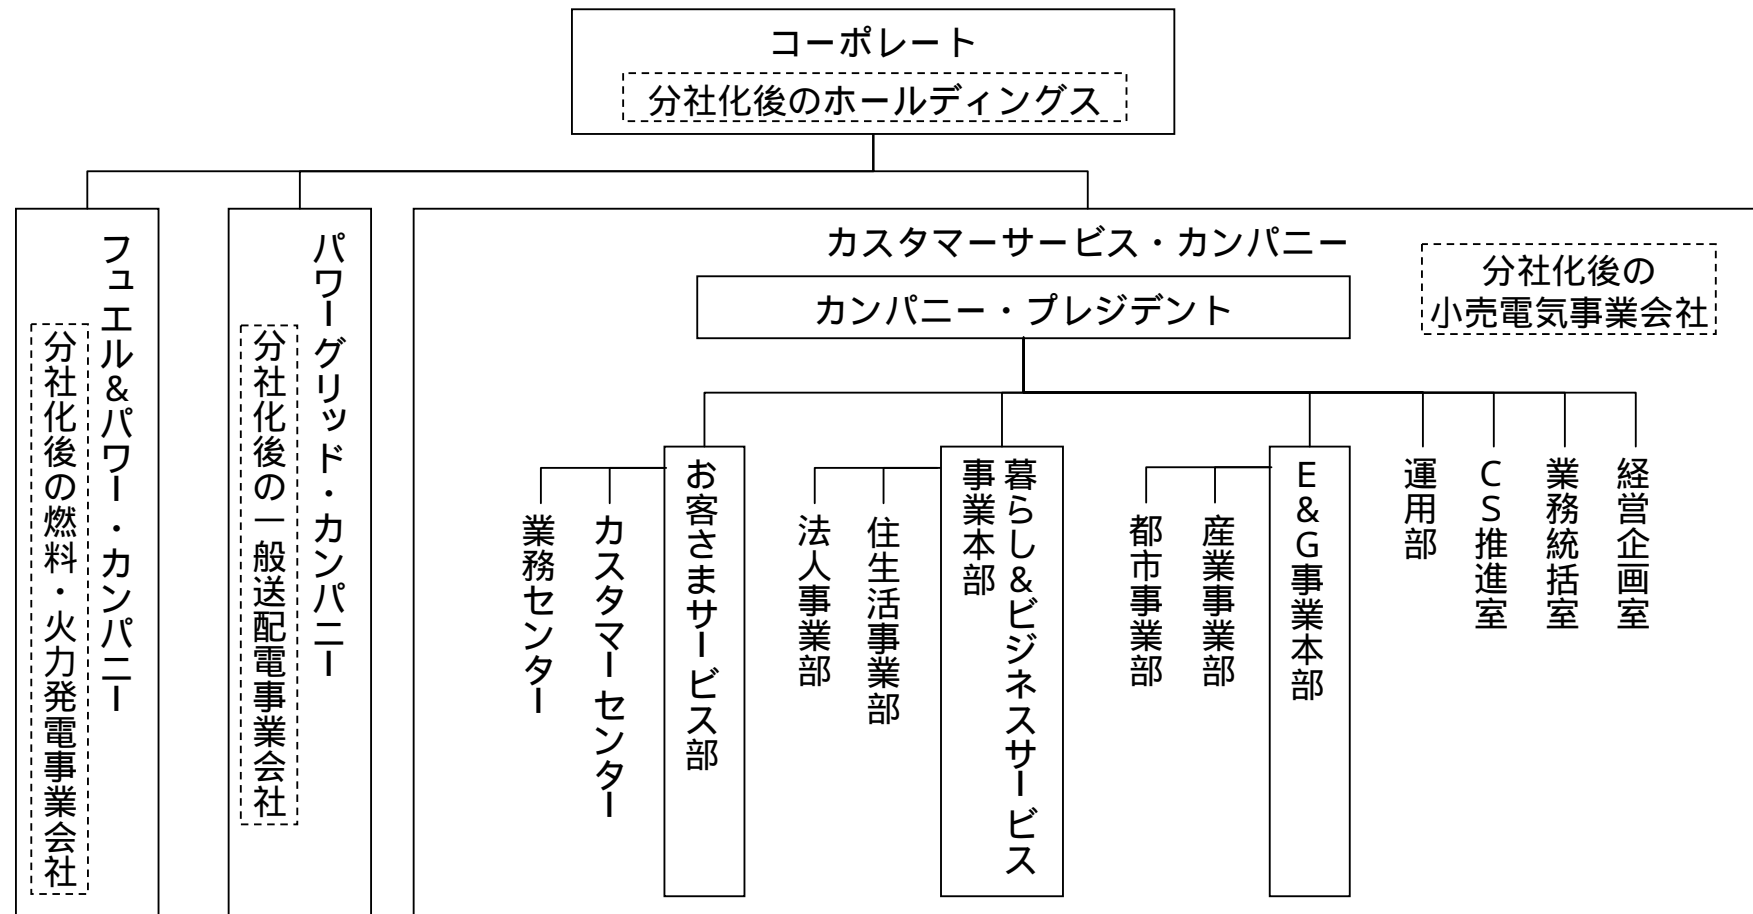 コーポレート
分社化後のホールディングス
フュエル&パワー・カンパニー
分社化後の燃料・火力発電事業会社
パワーグリッド・カンパニー
分社化後の一般送配電事業会社
カスタマーサービス・カンパニー
分社化後の
小売電気事業会社
カンパニー・プレジデント
経営企画室
業務統括室
CS推進室
運用部
E&G事業本部
産業事業部
都市事業部
暮らし&ビジネスサービス
事業本部
住生活事業部
法人事業部
お客さまサービス部
カスタマーセンター
業務センター